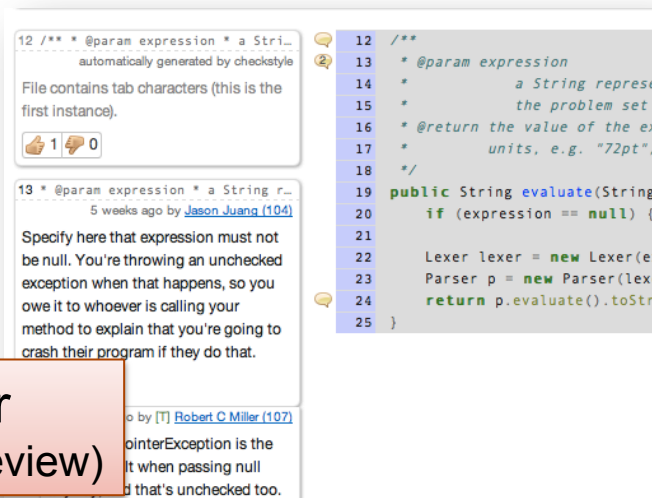 12 /** * @param expression * a Stri…
automatically generated by checkstyle
File contains tab characters (this is the
first instance).
1 0
13 * @param expression * a String r…
5 weeks ago by Jason Juang (104)
Specify here that expression must not
be null. You're throwing an unchecked
exception when that happens, so you
owe it to whoever is calling your
method to explain that you're going to
crash their program if they do that.
by [T] Robert C Miller (107)
ointerException is the
when passing null
that's unchecked too.
r
eview)
12 /**
2 13 * @param expression
14 * a String represe
15 * the problem set
16 * @return the value of the ex
17 * units, e.g. "72pt",
18 */
19 public String evaluate(String
20 if (expression == null) {
21
22 Lexer lexer = new Lexer(e
23 Parser p = new Parser(lex
24 return p.evaluate().toStr
25 }